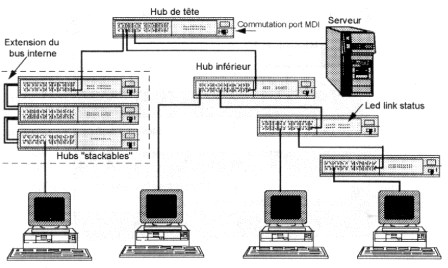 Hub de tête
Commutation port MDI
Serveur
Extension du
bus interne
Hub inférieur
Led link status
Hubs "stackables"